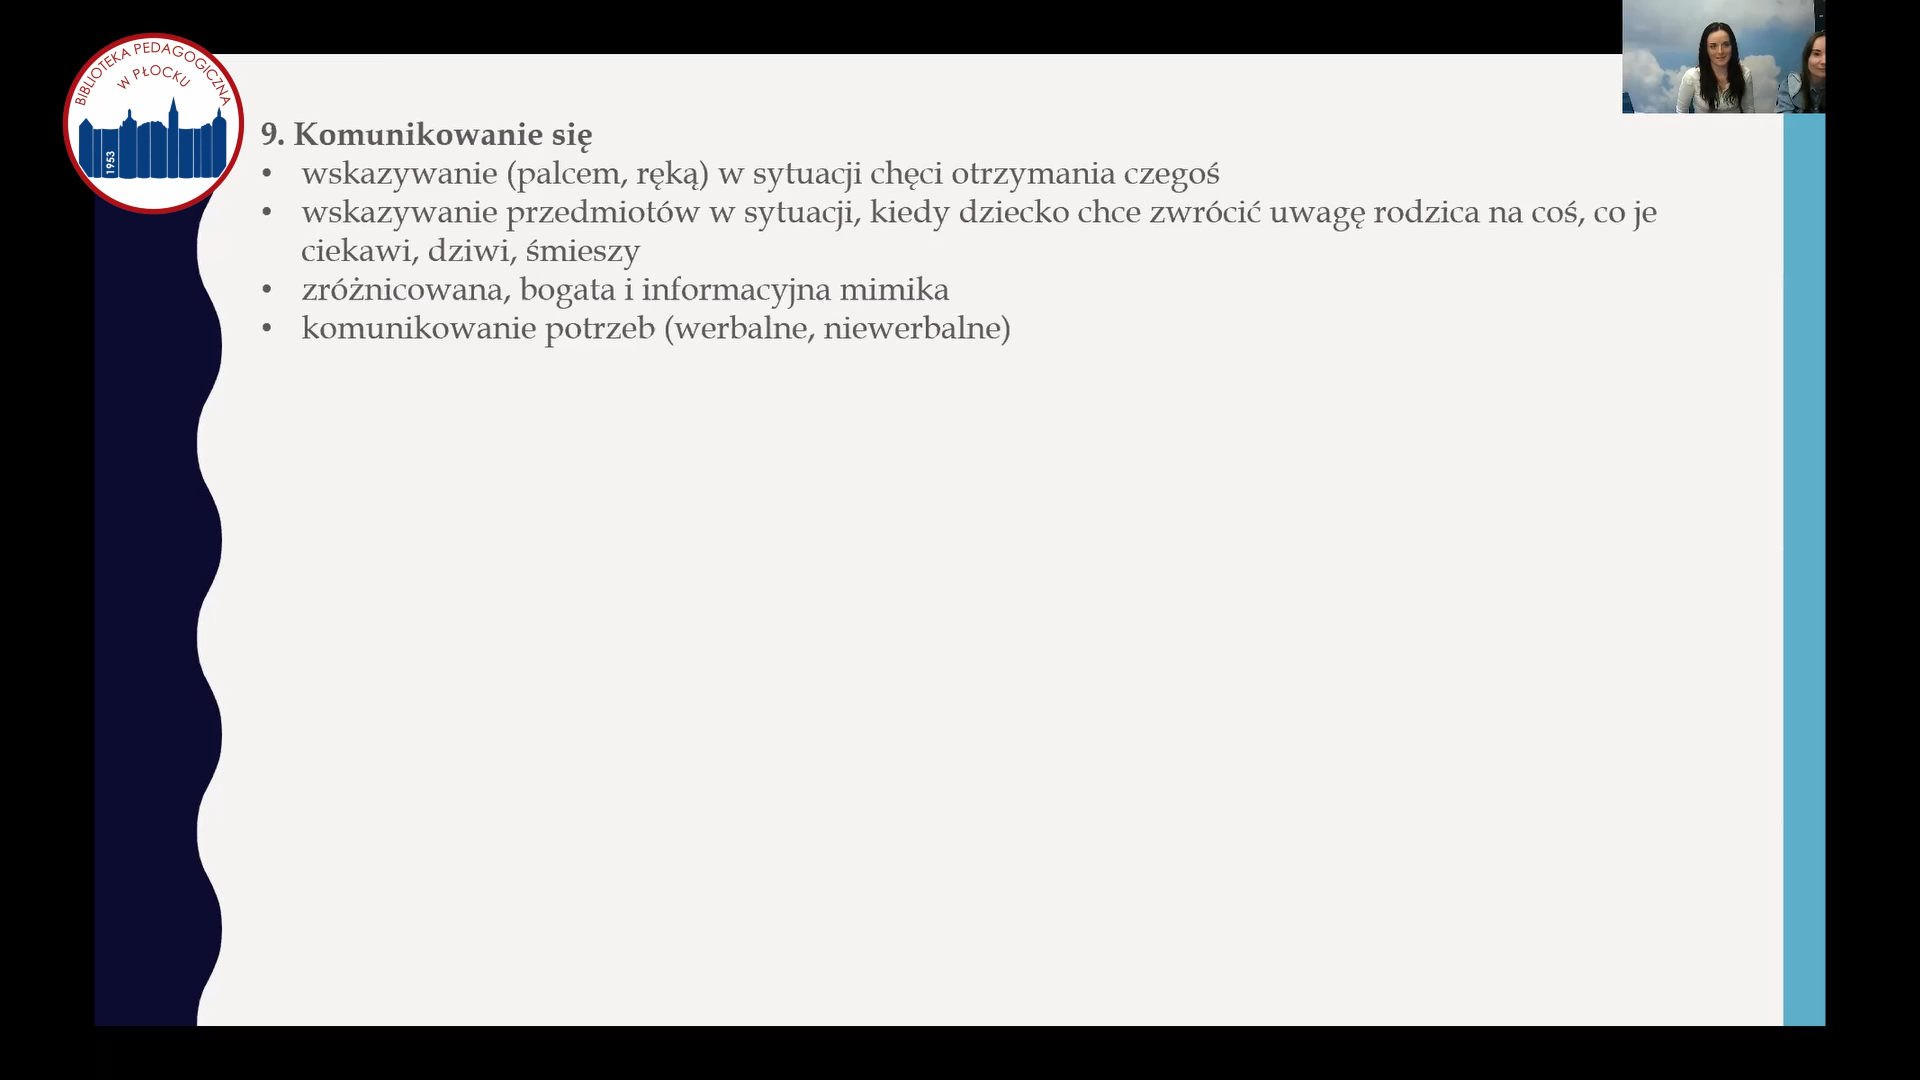 BIBLIOTEKA PEDAGOGICZNA
W PŁOCKU
1953
9. Komunikowanie się
• wskazywanie (palcem, ręką) w sytuacji chęci otrzymania czegoś
• wskazywanie przedmiotów w sytuacji, kiedy dziecko chce zwrócić uwagę rodzica na coś, co je
ciekawi, dziwi, śmieszy
• zróżnicowana, bogata i informacyjna mimika
• komunikowanie potrzeb (werbalne, niewerbalne)